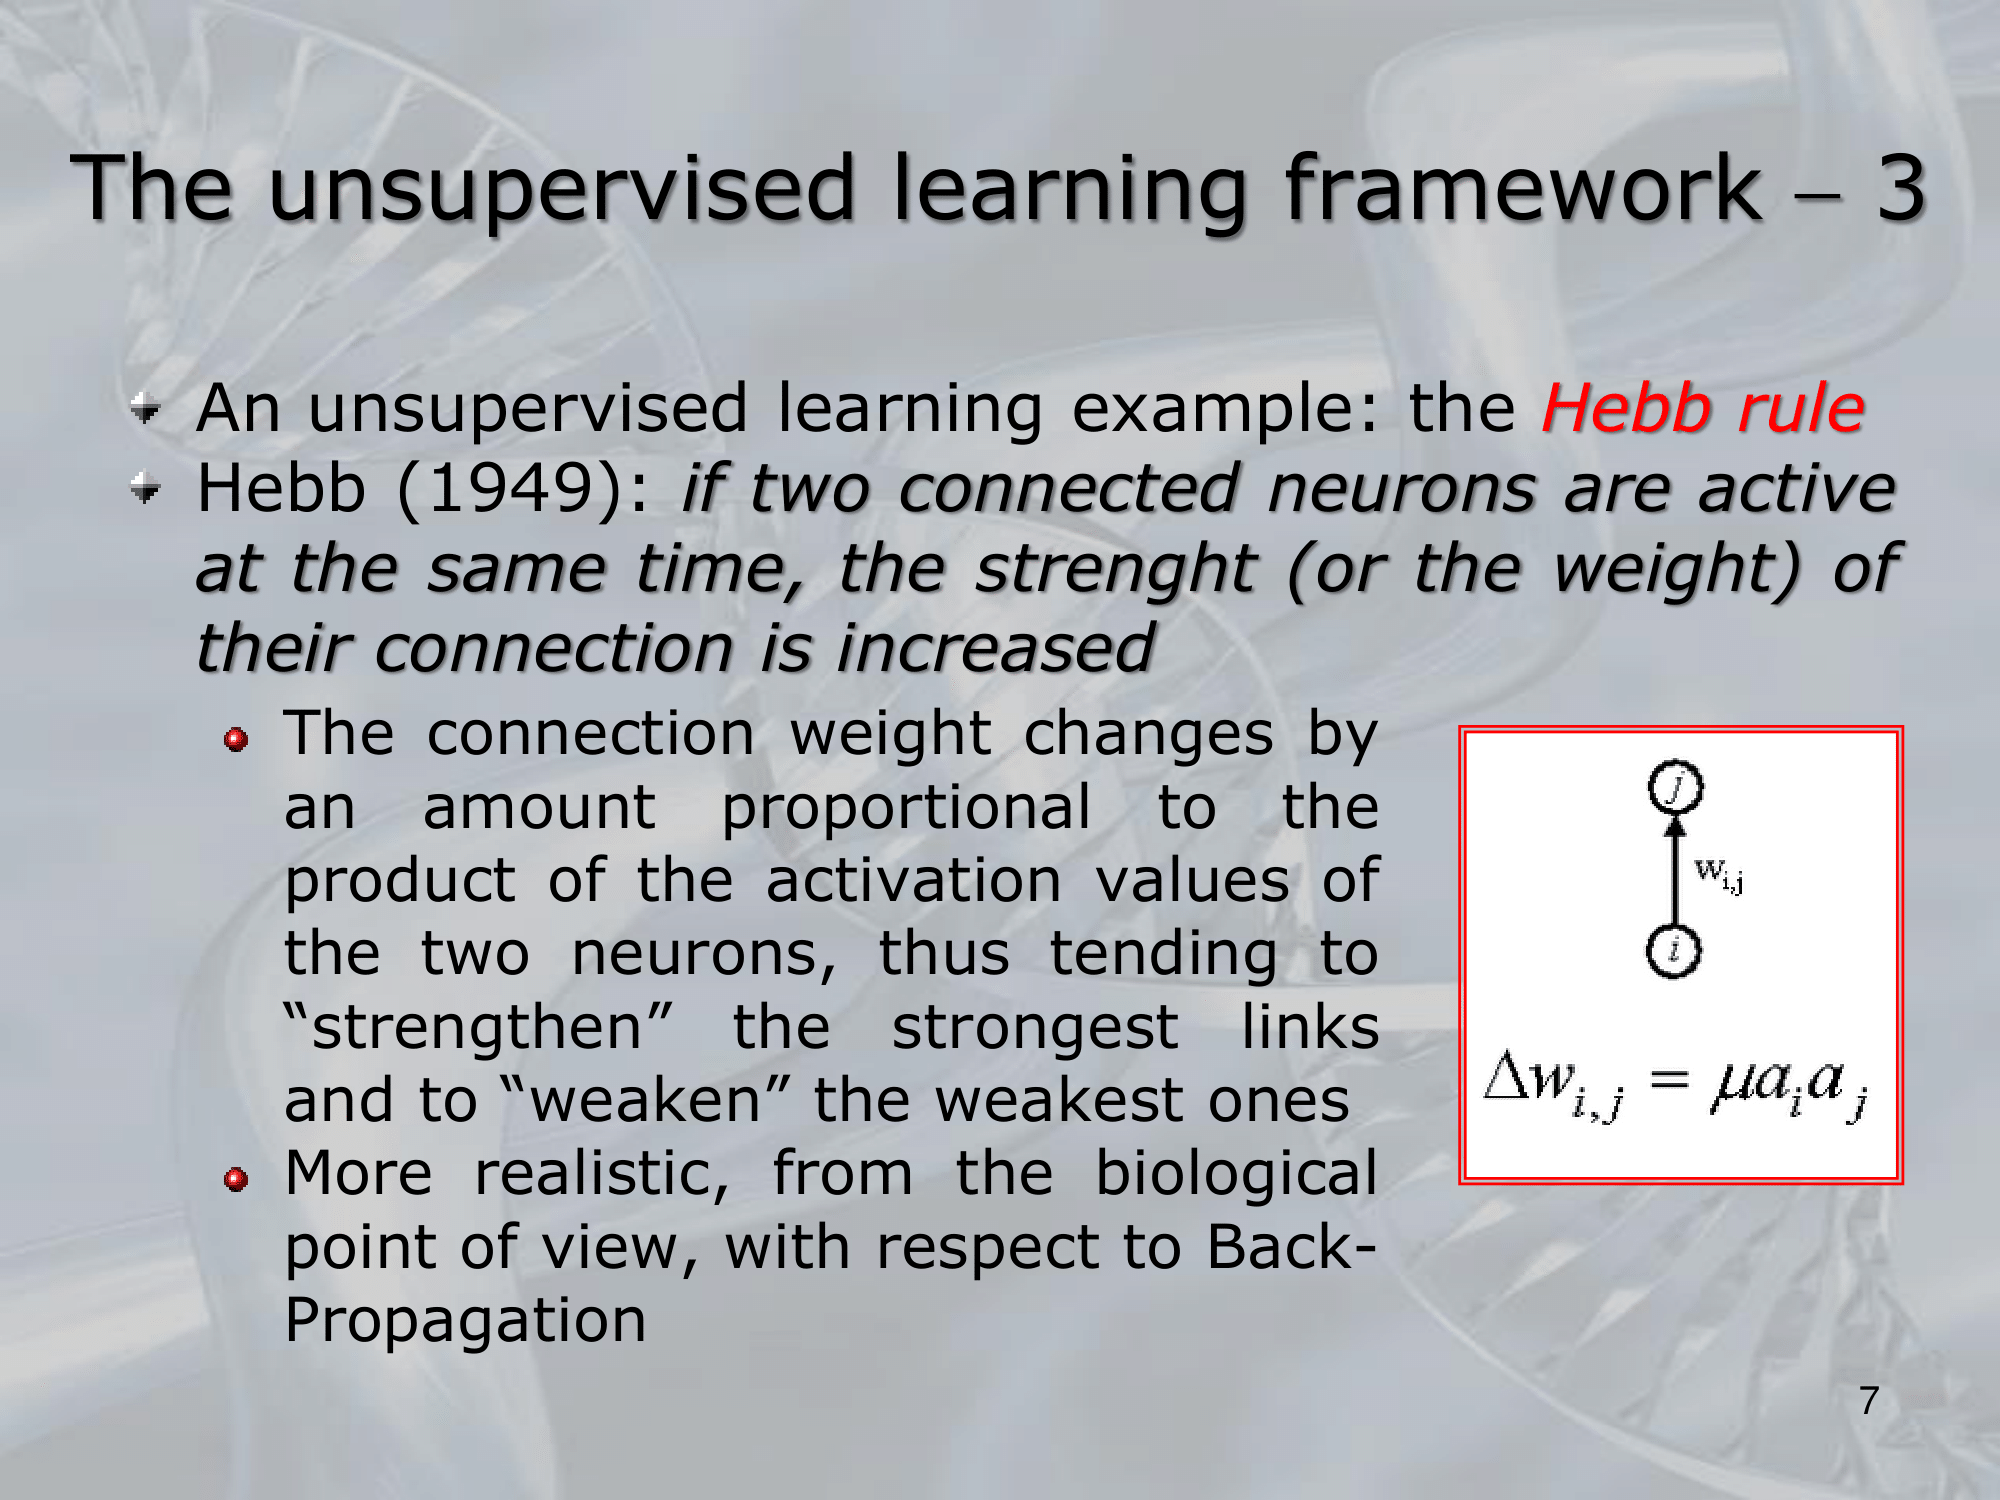 The unsupervised learning framework – 3
An unsupervised learning example: the Hebb rule
Hebb (1949): if two connected neurons are active
at the same time, the strenght (or the weight) of
their connection is increased
The connection weight changes by
an amount proportional to the
product of the activation values of
the two neurons, thus tending to
“strengthen” the strongest links
and to “weaken” the weakest ones
More realistic, from the biological
point of view, with respect to Back-
Propagation
j
w_{i,j}
i
Δw_{i,j} = μa_i a_j
7